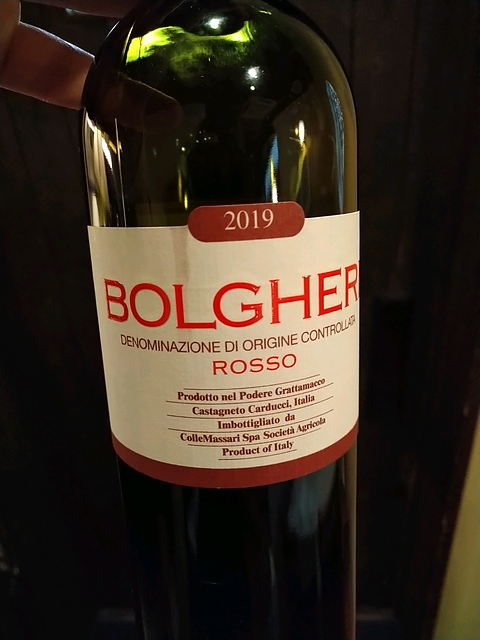 2019
BOLGHER
DENOMINAZIONE DI ORIGINE CONTROLLATA
ROSSO
Prodotto nel Podere Grattamacco
Castagneto Carducci, Italia
Imbottigliato da
ColleMassari Spa Società Agricola
Product of Italy